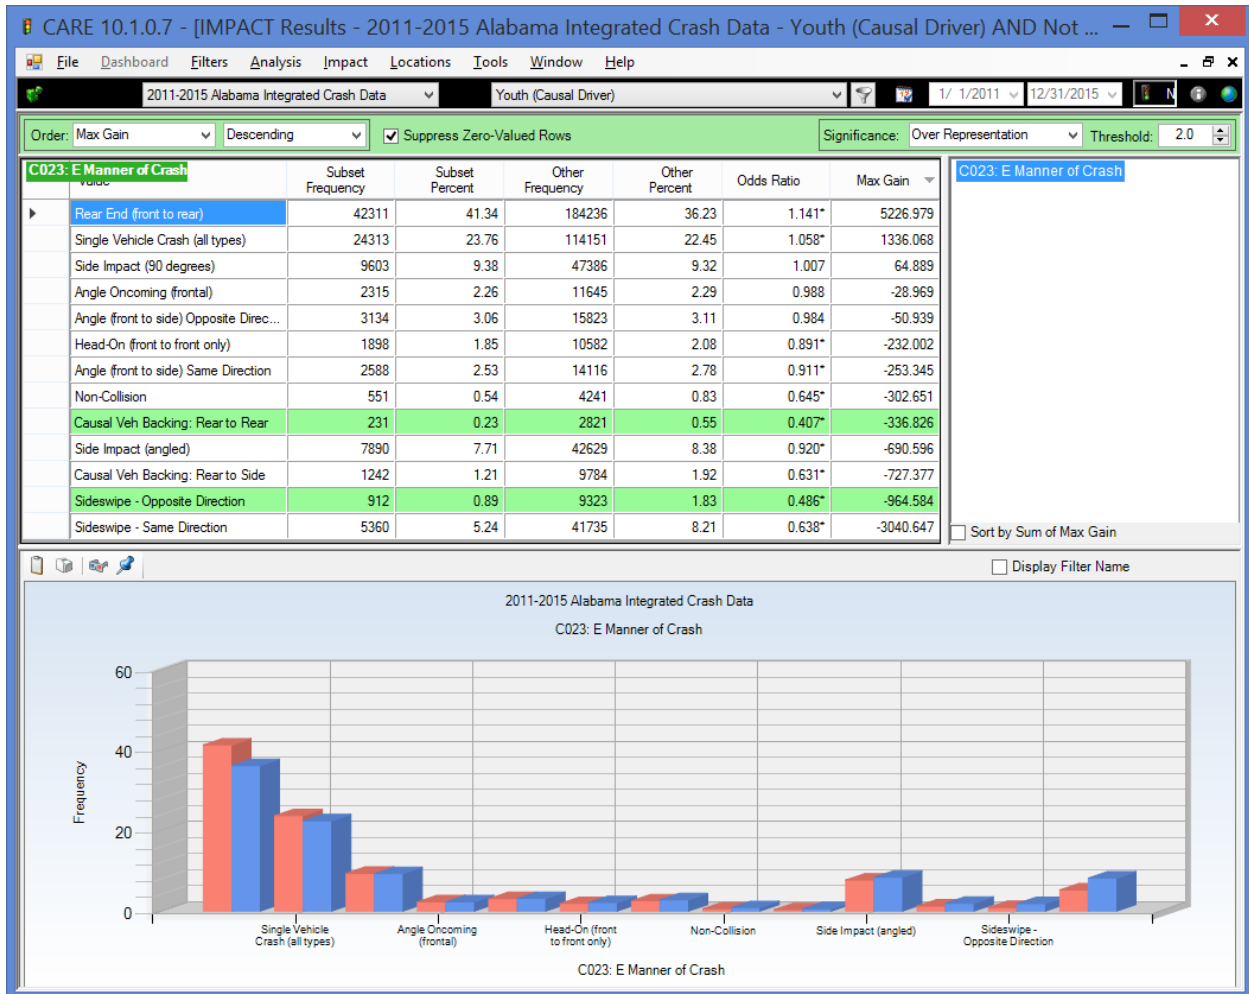 CARE 10.1.0.7 - [IMPACT Results - 2011-2015 Alabama Integrated Crash Data - Youth (Causal Driver) AND Not ...
File Dashboard Filters Analysis Impact Locations Tools Window Help
2011-2015 Alabama Integrated Crash Data Youth (Causal Driver) 1/ 1/2011 12/31/2015 N
Order: Max Gain Descending Suppress Zero-Valued Rows Significance: Over Representation Threshold: 2.0
C023: E Manner of Crash Subset Frequency Subset Percent Other Frequency Other Percent Odds Ratio Max Gain C023: E Manner of Crash
Rear End (front to rear) 42311 41.34 184236 36.23 1.141* 5226.979
Single Vehicle Crash (all types) 24313 23.76 114151 22.45 1.058* 1336.068
Side Impact (90 degrees) 9603 9.38 47386 9.32 1.007 64.889
Angle Oncoming (frontal) 2315 2.26 11645 2.29 0.988 -28.969
Angle (front to side) Opposite Direc... 3134 3.06 15823 3.11 0.984 -50.939
Head-On (front to front only) 1898 1.85 10582 2.08 0.891* -232.002
Angle (front to side) Same Direction 2588 2.53 14116 2.78 0.911* -253.345
Non-Collision 551 0.54 4241 0.83 0.645* -302.651
Causal Veh Backing: Rear to Rear 231 0.23 2821 0.55 0.407* -336.826
Side Impact (angled) 7890 7.71 42629 8.38 0.920* -690.596
Causal Veh Backing: Rear to Side 1242 1.21 9784 1.92 0.631* -727.377
Sideswipe - Opposite Direction 912 0.89 9323 1.83 0.486* -964.584
Sideswipe - Same Direction 5360 5.24 41735 8.21 0.638* -3040.647
Sort by Sum of Max Gain
Display Filter Name
2011-2015 Alabama Integrated Crash Data
C023: E Manner of Crash
60
40
20
0
Frequency
Single Vehicle Crash (all types)
Angle Oncoming (frontal)
Head-On (front to front only)
Non-Collision
Side Impact (angled)
Sideswipe - Opposite Direction
C023: E Manner of Crash